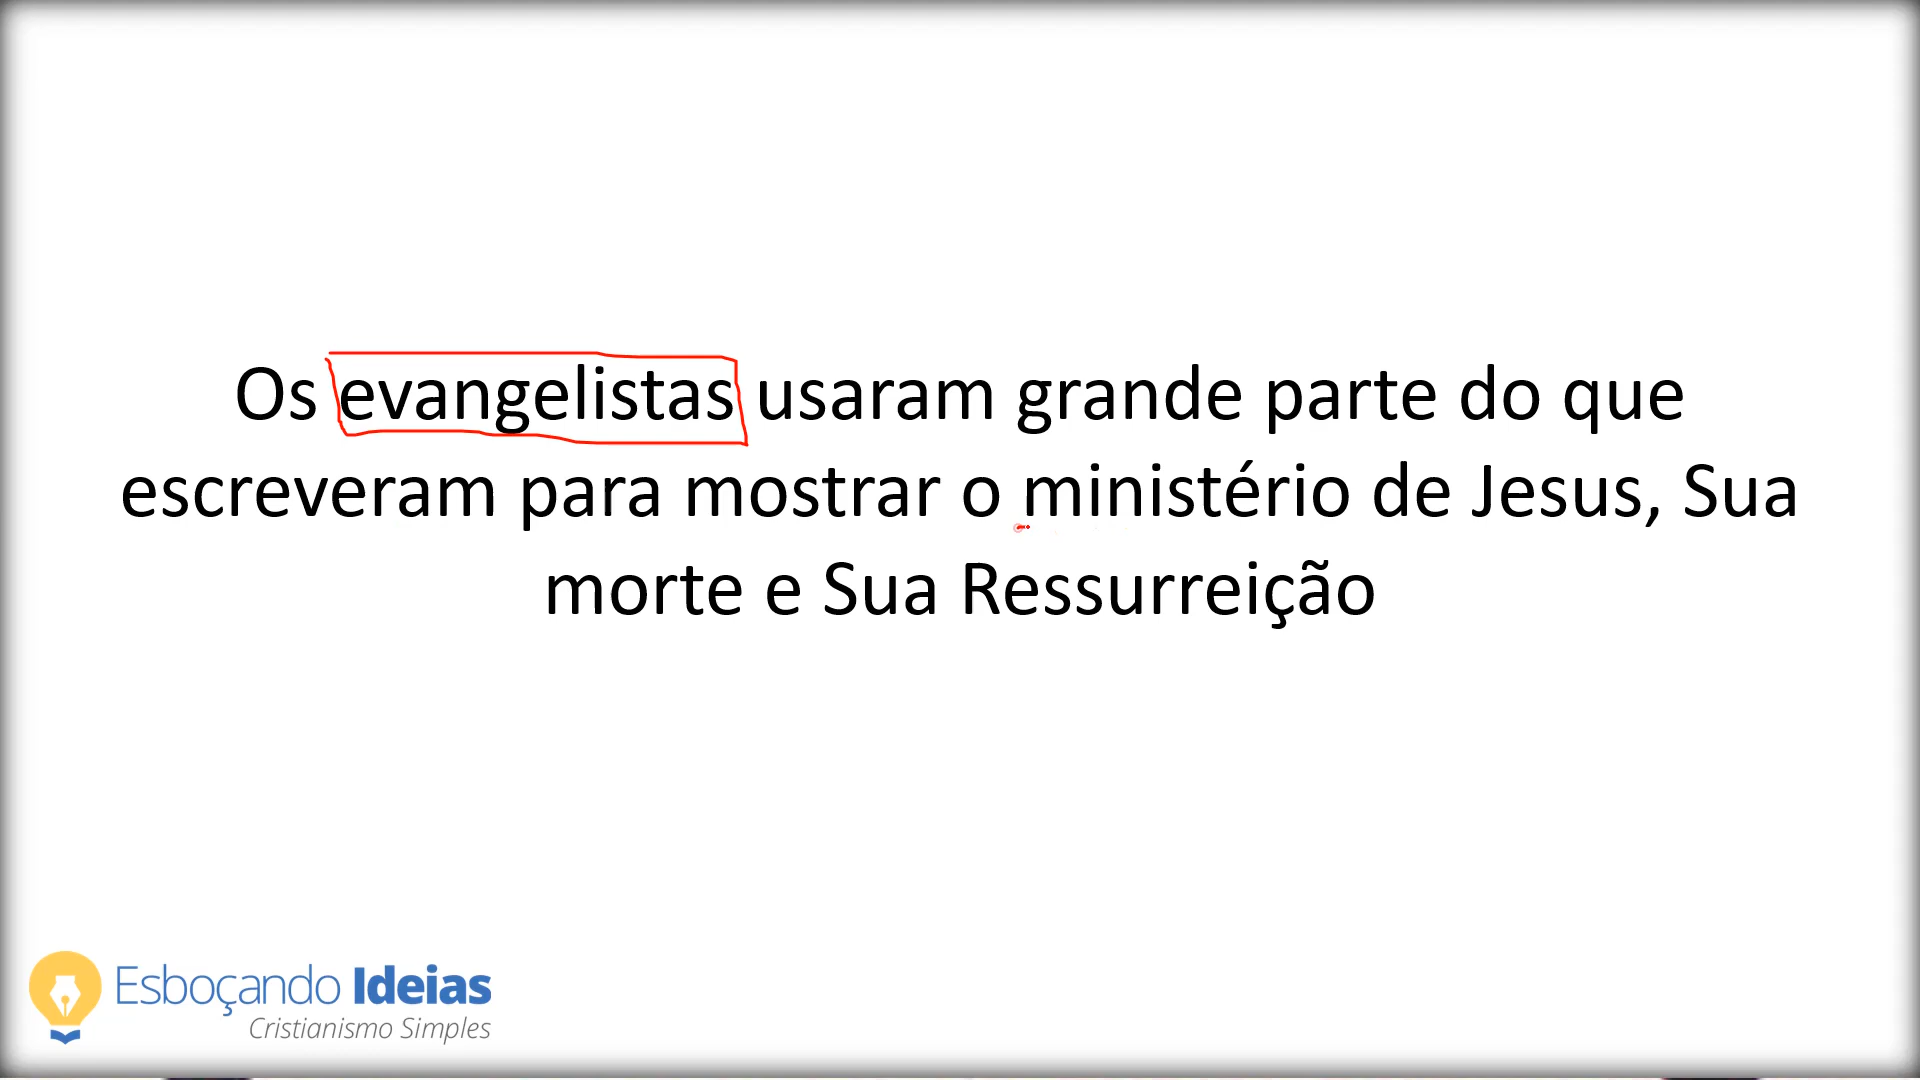 Os evangelistas usaram grande parte do que
escreveram para mostrar o ministério de Jesus, Sua
morte e Sua Ressurreição
Esboçando Ideias
Cristianismo Simples